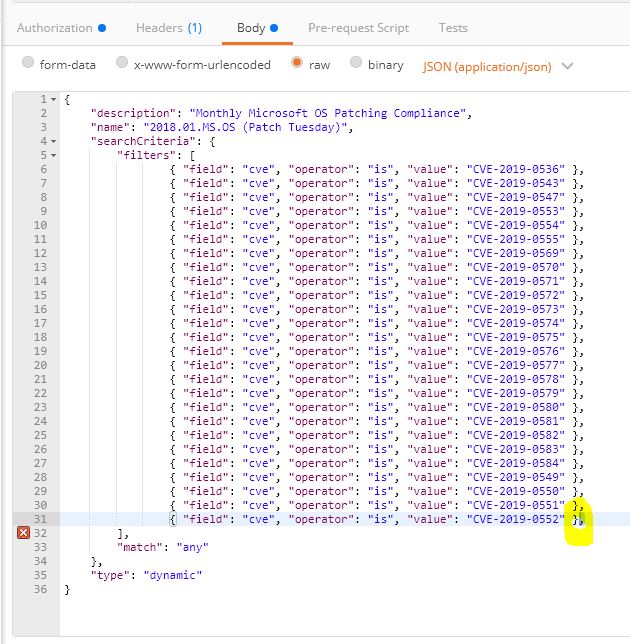 Authorization Headers (1) Body Pre-request Script Tests
form-data x-www-form-urlencoded raw binary JSON (application/json)
1 {
2 "description": "Monthly Microsoft OS Patching Compliance",
3 "name": "2018.01.MS.OS (Patch Tuesday)",
4 "searchCriteria": {
5 "filters": [
6 { "field": "cve", "operator": "is", "value": "CVE-2019-0536" },
7 { "field": "cve", "operator": "is", "value": "CVE-2019-0543" },
8 { "field": "cve", "operator": "is", "value": "CVE-2019-0547" },
9 { "field": "cve", "operator": "is", "value": "CVE-2019-0553" },
10 { "field": "cve", "operator": "is", "value": "CVE-2019-0554" },
11 { "field": "cve", "operator": "is", "value": "CVE-2019-0555" },
12 { "field": "cve", "operator": "is", "value": "CVE-2019-0569" },
13 { "field": "cve", "operator": "is", "value": "CVE-2019-0570" },
14 { "field": "cve", "operator": "is", "value": "CVE-2019-0571" },
15 { "field": "cve", "operator": "is", "value": "CVE-2019-0572" },
16 { "field": "cve", "operator": "is", "value": "CVE-2019-0573" },
17 { "field": "cve", "operator": "is", "value": "CVE-2019-0574" },
18 { "field": "cve", "operator": "is", "value": "CVE-2019-0575" },
19 { "field": "cve", "operator": "is", "value": "CVE-2019-0576" },
20 { "field": "cve", "operator": "is", "value": "CVE-2019-0577" },
21 { "field": "cve", "operator": "is", "value": "CVE-2019-0578" },
22 { "field": "cve", "operator": "is", "value": "CVE-2019-0579" },
23 { "field": "cve", "operator": "is", "value": "CVE-2019-0580" },
24 { "field": "cve", "operator": "is", "value": "CVE-2019-0581" },
25 { "field": "cve", "operator": "is", "value": "CVE-2019-0582" },
26 { "field": "cve", "operator": "is", "value": "CVE-2019-0583" },
27 { "field": "cve", "operator": "is", "value": "CVE-2019-0584" },
28 { "field": "cve", "operator": "is", "value": "CVE-2019-0549" },
29 { "field": "cve", "operator": "is", "value": "CVE-2019-0550" },
30 { "field": "cve", "operator": "is", "value": "CVE-2019-0551" },
31 { "field": "cve", "operator": "is", "value": "CVE-2019-0552" },
32 ],
33 "match": "any"
34 },
35 "type": "dynamic"
36 }